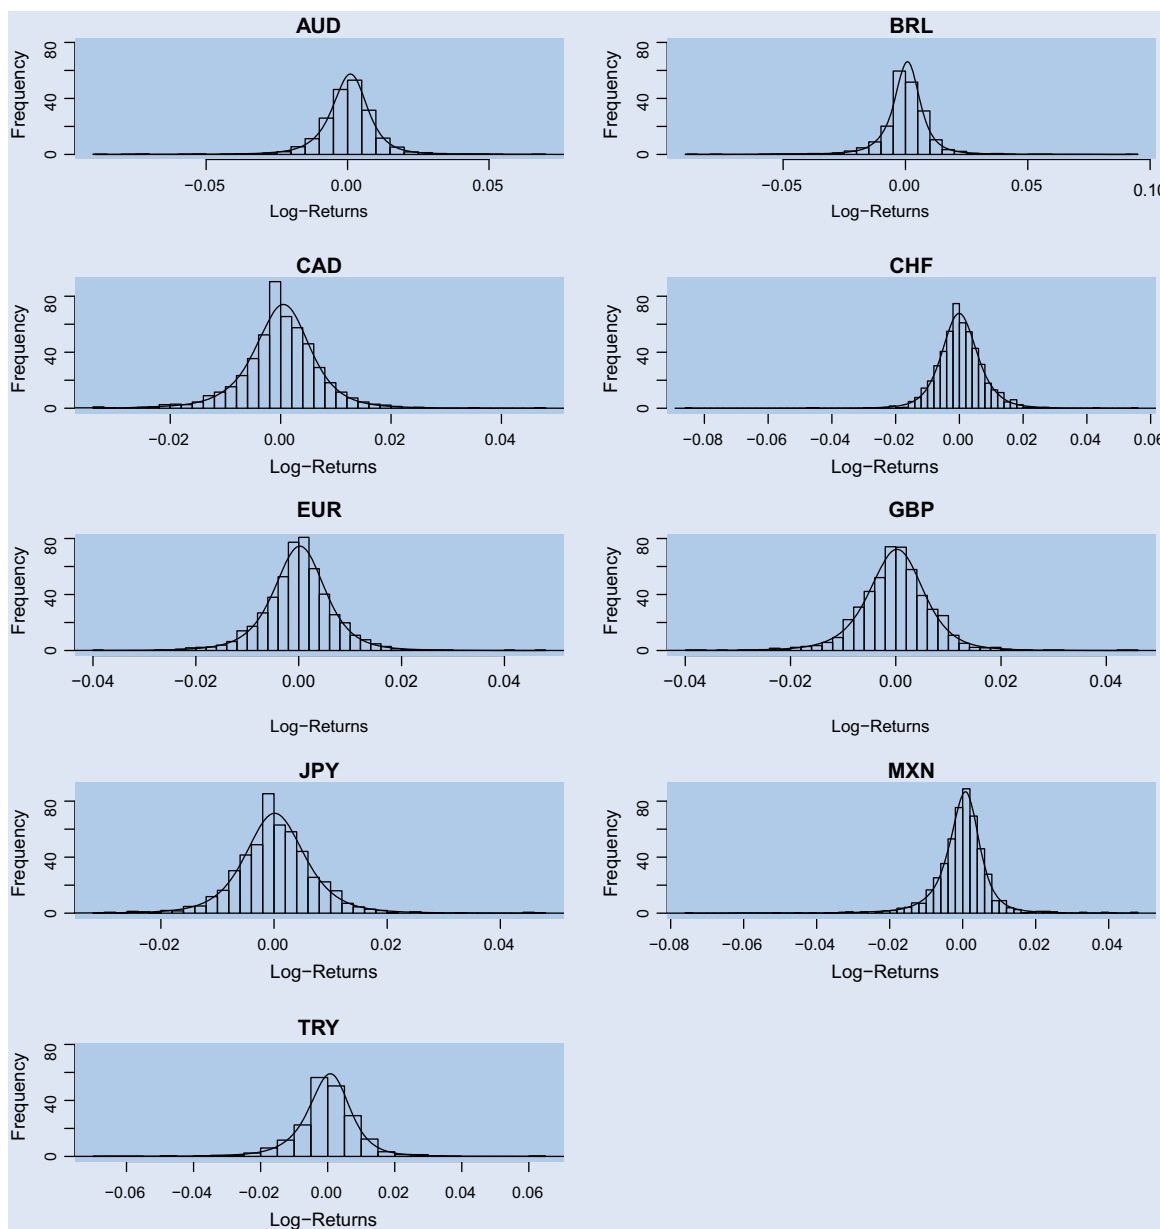 AUD
Frequency
80
40
0
−0.05 0.00 0.05
Log−Returns
BRL
Frequency
80
40
0
−0.05 0.00 0.05 0.10
Log−Returns
CAD
Frequency
80
40
0
−0.02 0.00 0.02 0.04
Log−Returns
CHF
Frequency
80
40
0
−0.08 −0.06 −0.04 −0.02 0.00 0.02 0.04 0.06
Log−Returns
EUR
Frequency
80
40
0
−0.04 −0.02 0.00 0.02 0.04
Log−Returns
GBP
Frequency
80
40
0
−0.04 −0.02 0.00 0.02 0.04
Log−Returns
JPY
Frequency
80
40
0
−0.02 0.00 0.02 0.04
Log−Returns
MXN
Frequency
80
40
0
−0.08 −0.06 −0.04 −0.02 0.00 0.02 0.04
Log−Returns
TRY
Frequency
80
40
0
−0.06 −0.04 −0.02 0.00 0.02 0.04 0.06
Log−Returns